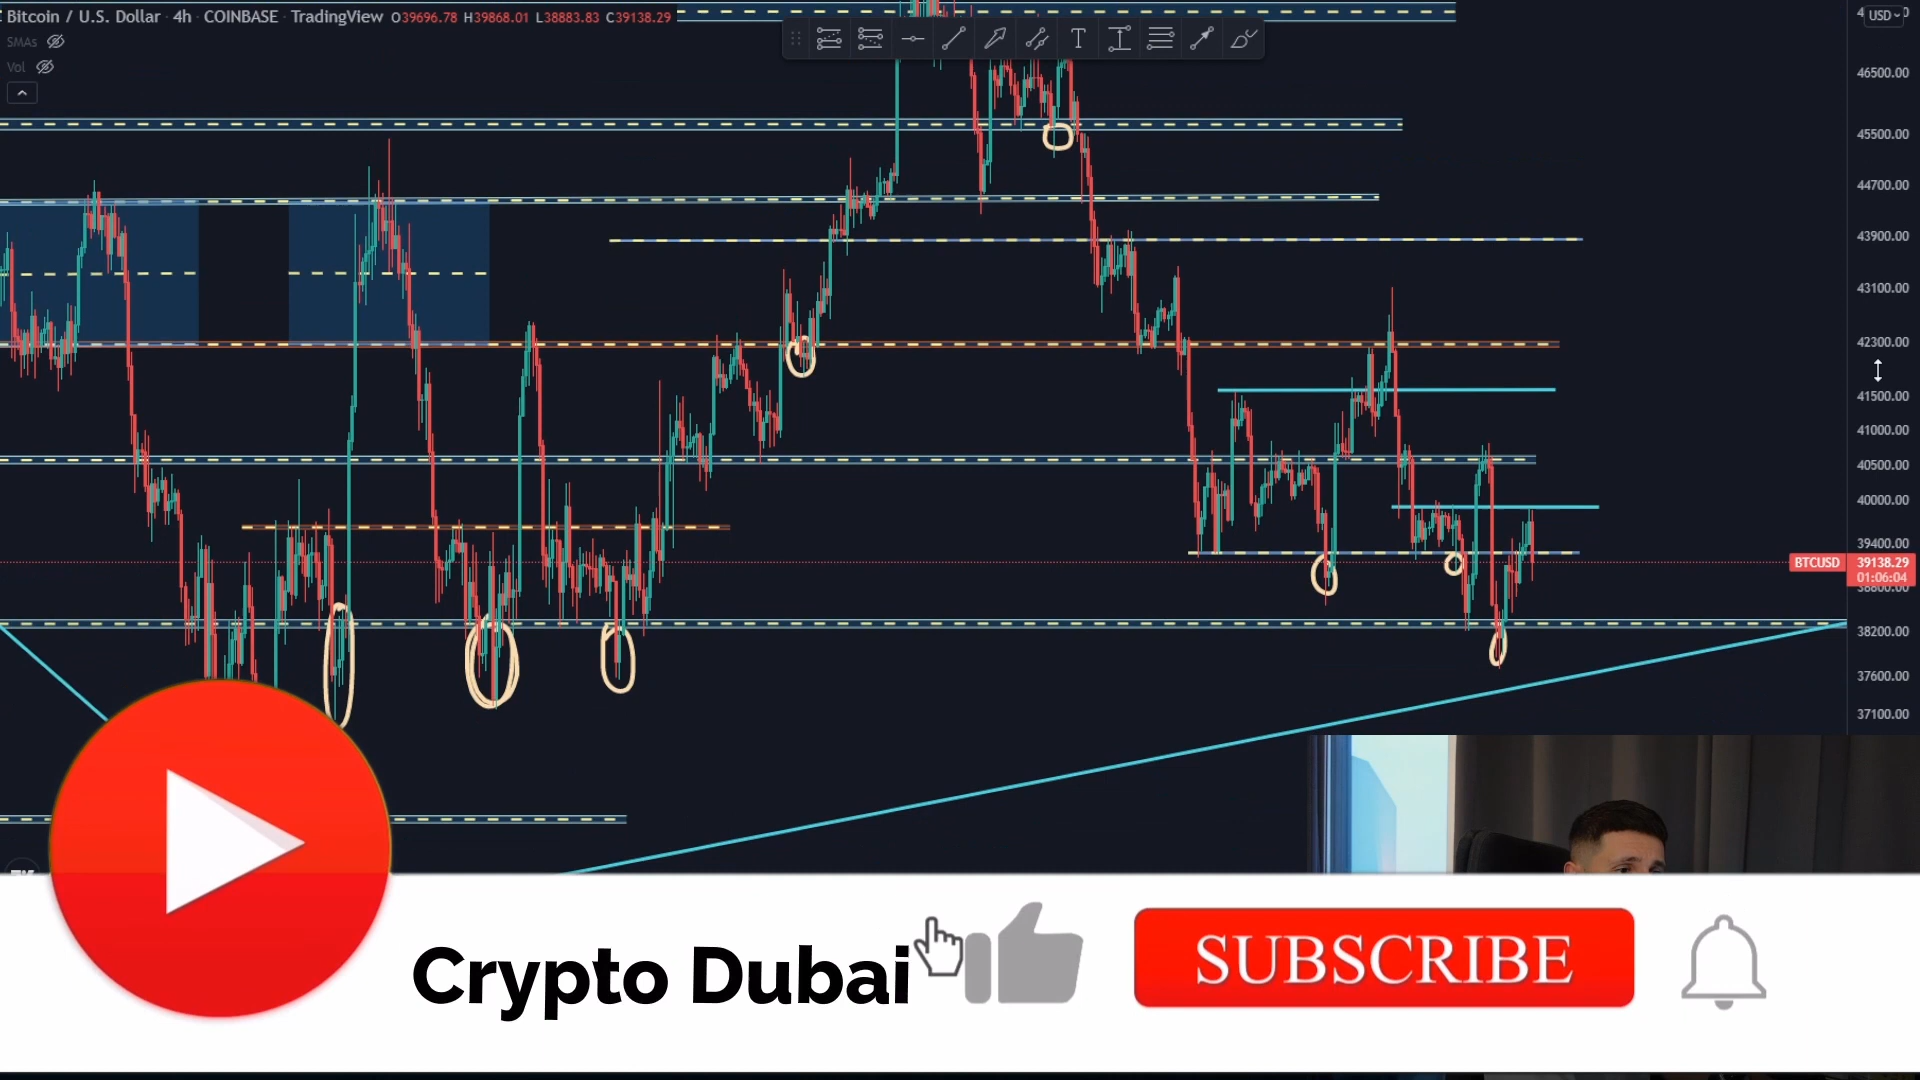 Bitcoin / U.S. Dollar · 4h · COINBASE · TradingView O39696.78 H39868.01 L38883.83 C39138.29
USD
SMAs
Vol
46500.00
45500.00
44700.00
43900.00
43100.00
42300.00
41500.00
41000.00
40500.00
40000.00
39400.00
BTCUSD 39138.29
01:06:04
38600.00
38200.00
37600.00
37100.00
Crypto Dubai
SUBSCRIBE